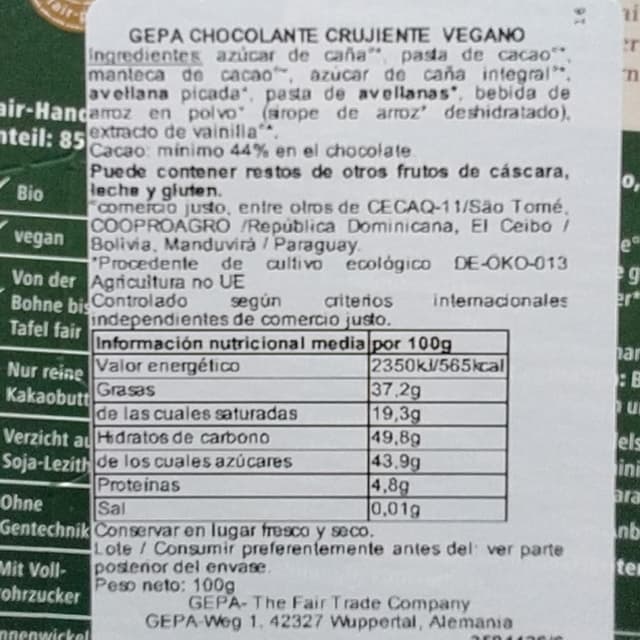 GEPA CHOCOLANTE CRUJIENTE VEGANO
Ingredientes: azúcar de caña*°, pasta de cacao*°,
manteca de cacao*°, azúcar de caña integral*°,
avellana picada*, pasta de avellanas*, bebida de
arroz en polvo* (sirope de arroz* deshidratado),
extracto de vainilla*°.
Cacao: mínimo 44% en el chocolate
Puede contener restos de otros frutos de cáscara,
leche y gluten.
°comercio justo, entre otros de CECAQ-11/São Tomé,
COOPROAGRO /República Dominicana, El Ceibo /
Bolivia, Manduvirá / Paraguay.
*Procedente de cultivo ecológico DE-ÖKO-013
Agricultura no UE
Controlado según criterios internacionales
independientes de comercio justo.
Información nutricional media por 100g
Valor energético 2350kJ/565kcal
Grasas 37,2g
de las cuales saturadas 19,3g
Hidratos de carbono 49,8g
de los cuales azúcares 43,9g
Proteínas 4,8g
Sal 0,01g
Conservar en lugar fresco y seco.
Lote / Consumir preferentemente antes del: ver parte
posterior del envase.
Peso neto: 100g
GEPA- The Fair Trade Company
GEPA-Weg 1, 42327 Wuppertal, Alemania
air-Hand
nteil: 85
Bio
vegan
Von der
Bohne bis
Tafel fair
Nur reine
Kakaobutt
Verzicht au
Soja-Lezith
Ohne
Gentechnik
Mit Voll-
ohrzucker
nnenwickel